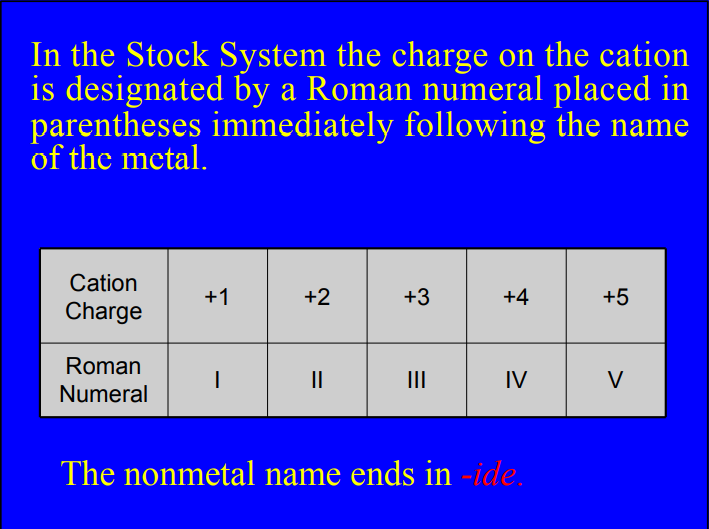 In the Stock System the charge on the cation
is designated by a Roman numeral placed in
parentheses immediately following the name
of the metal.
Cation Charge +1 +2 +3 +4 +5
Roman Numeral I II III IV V
The nonmetal name ends in -ide.